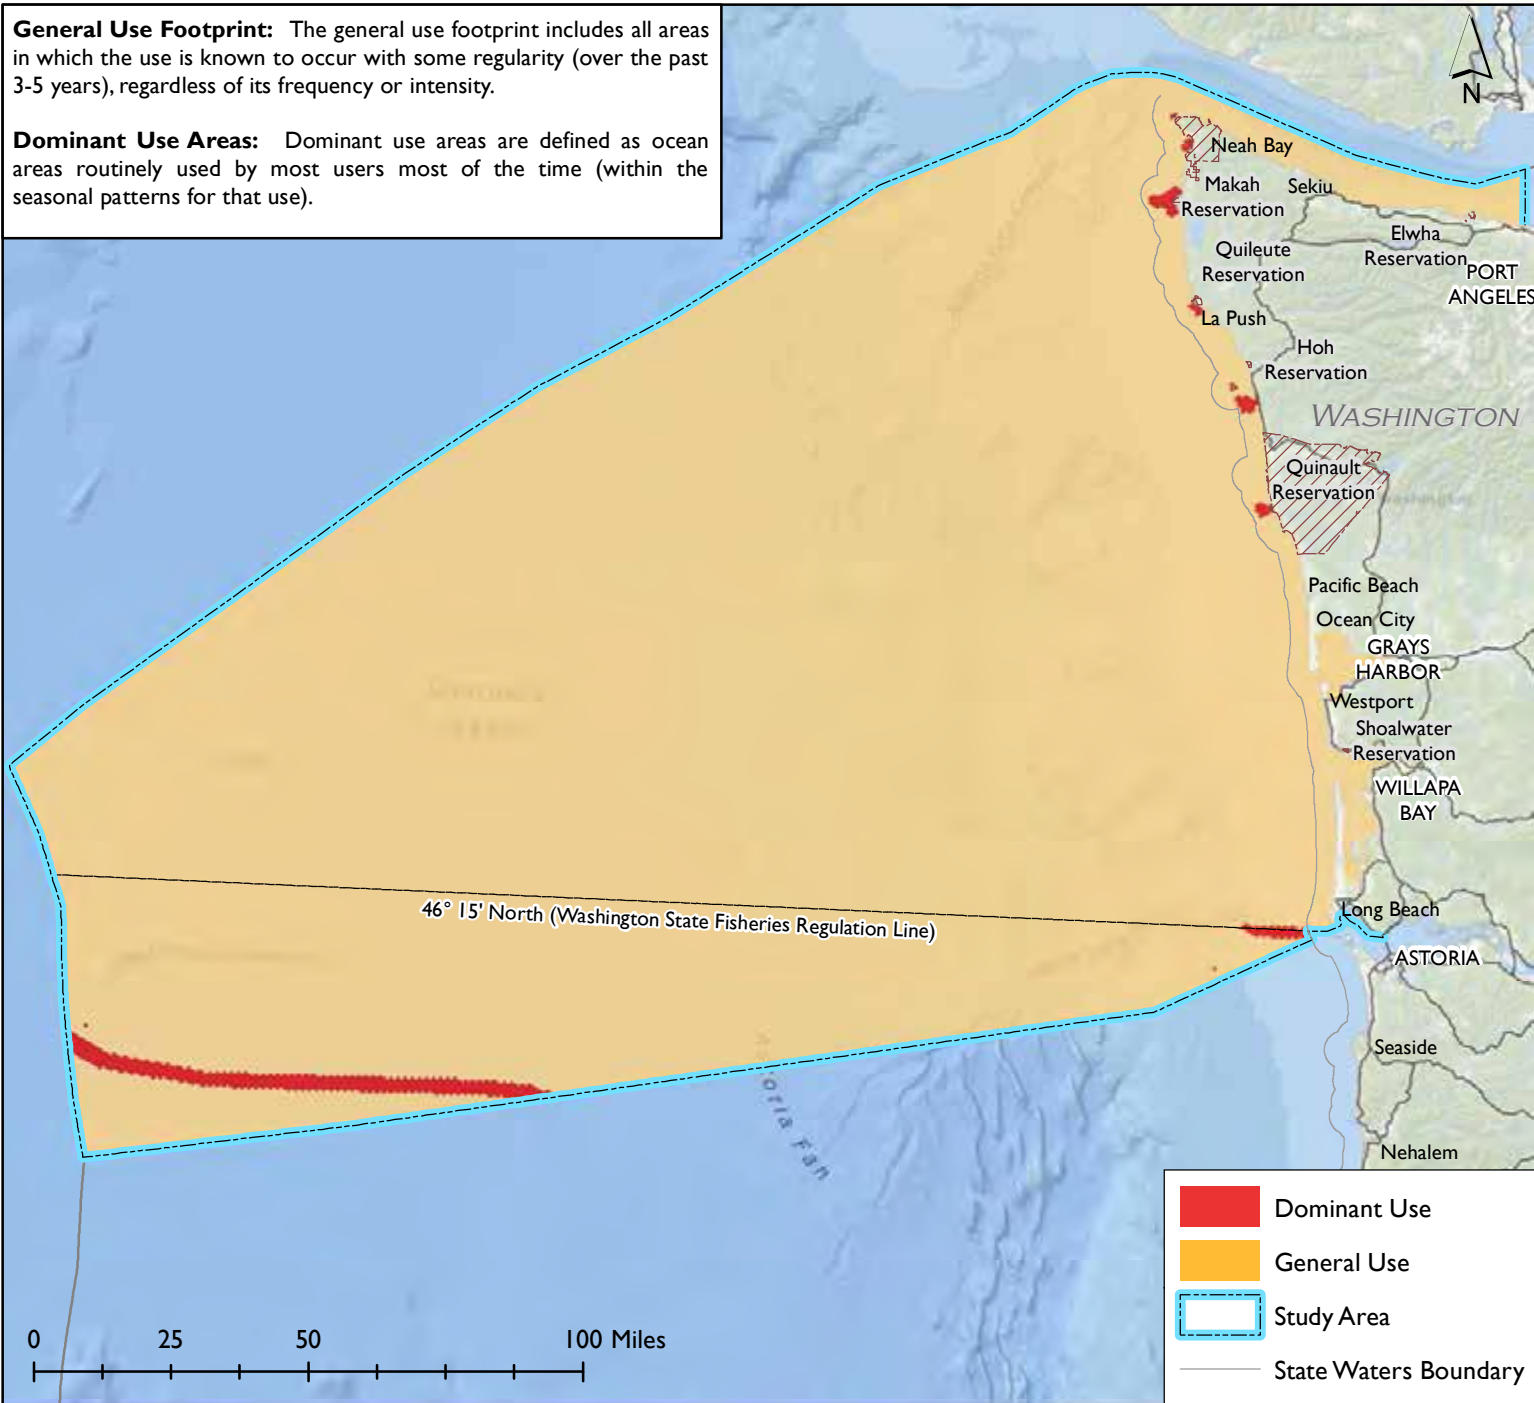 General Use Footprint: The general use footprint includes all areas
in which the use is known to occur with some regularity (over the past
3-5 years), regardless of its frequency or intensity.
Dominant Use Areas: Dominant use areas are defined as ocean
areas routinely used by most users most of the time (within the
seasonal patterns for that use).
N
Neah Bay
Makah
Reservation
Sekiu
Elwha
Reservation
PORT
ANGELES
Quileute
Reservation
La Push
Hoh
Reservation
WASHINGTON
Quinault
Reservation
Washington
Pacific Beach
Ocean City
GRAYS
HARBOR
Westport
Shoalwater
Reservation
WILLAPA
BAY
46° 15' North (Washington State Fisheries Regulation Line)
Long Beach
ASTORIA
Seaside
Astoria Fan
Nehalem
Dominant Use
General Use
Study Area
State Waters Boundary
0 25 50 100 Miles